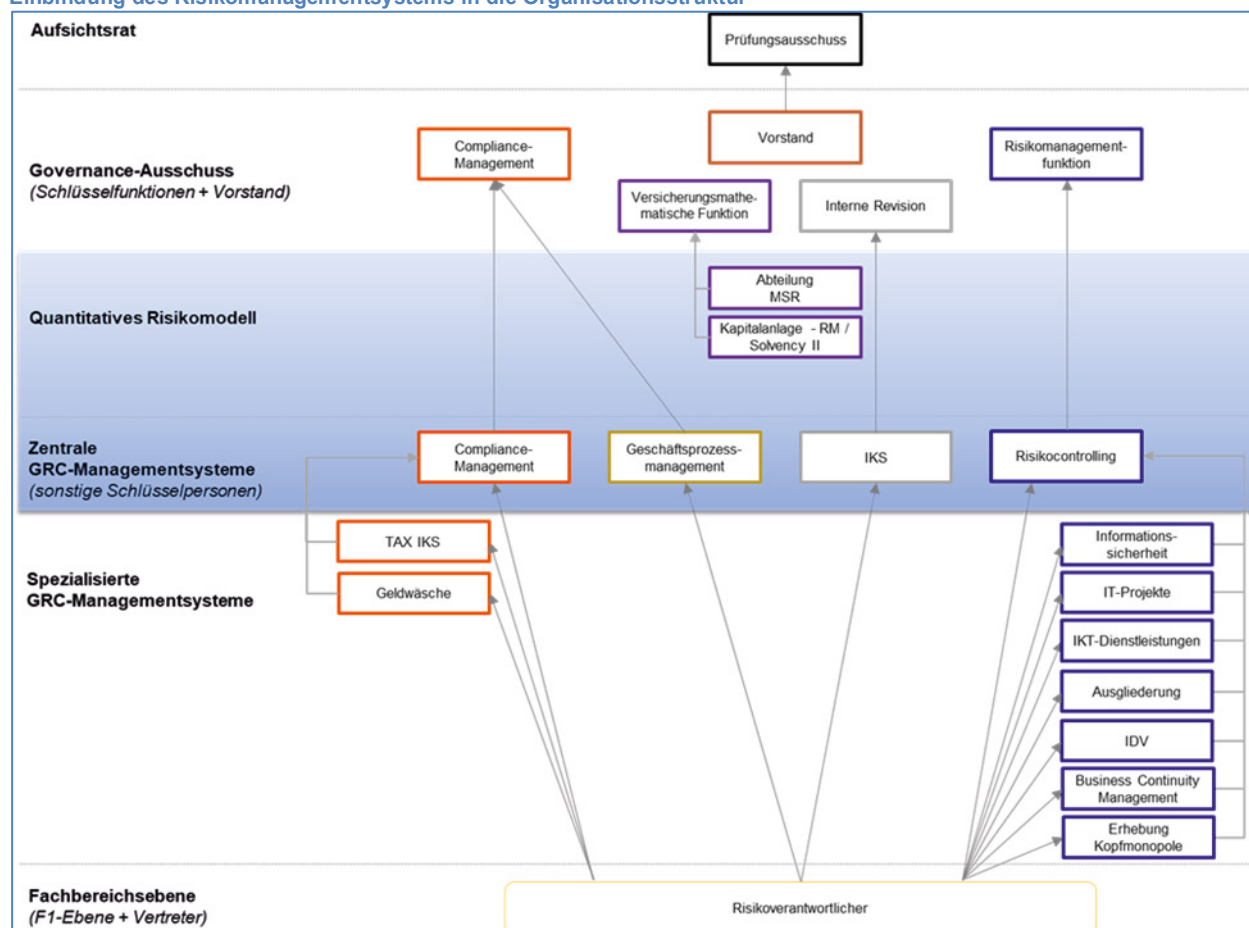 Einbindung des Risikomanagementsystems in die Organisationsstruktur
Aufsichtsrat
Prüfungsausschuss
Governance-Ausschuss
(Schlüsselfunktionen + Vorstand)
Compliance-
Management
Vorstand
Risikomanagement-
funktion
Versicherungsmathe-
matische Funktion
Interne Revision
Quantitatives Risikomodell
Abteilung
MSR
Kapitalanlage - RM /
Solvency II
Zentrale
GRC-Managementsysteme
(sonstige Schlüsselpersonen)
Compliance-
Management
Geschäftsprozess-
management
IKS
Risikocontrolling
Spezialisierte
GRC-Managementsysteme
TAX IKS
Geldwäsche
Informations-
sicherheit
IT-Projekte
IKT-Dienstleistungen
Ausgliederung
IDV
Business Continuity
Management
Erhebung
Kopfmonopole
Fachbereichsebene
(F1-Ebene + Vertreter)
Risikoverantwortlicher